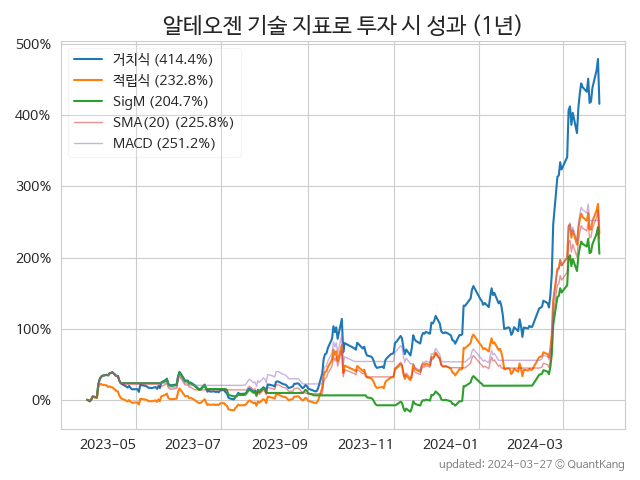 알테오젠 기술 지표로 투자 시 성과 (1년)
500%
400%
300%
200%
100%
0%
거치식 (414.4%)
적립식 (232.8%)
SigM (204.7%)
SMA(20) (225.8%)
MACD (251.2%)
2023-05
2023-07
2023-09
2023-11
2024-01
2024-03
updated: 2024-03-27 © QuantKang